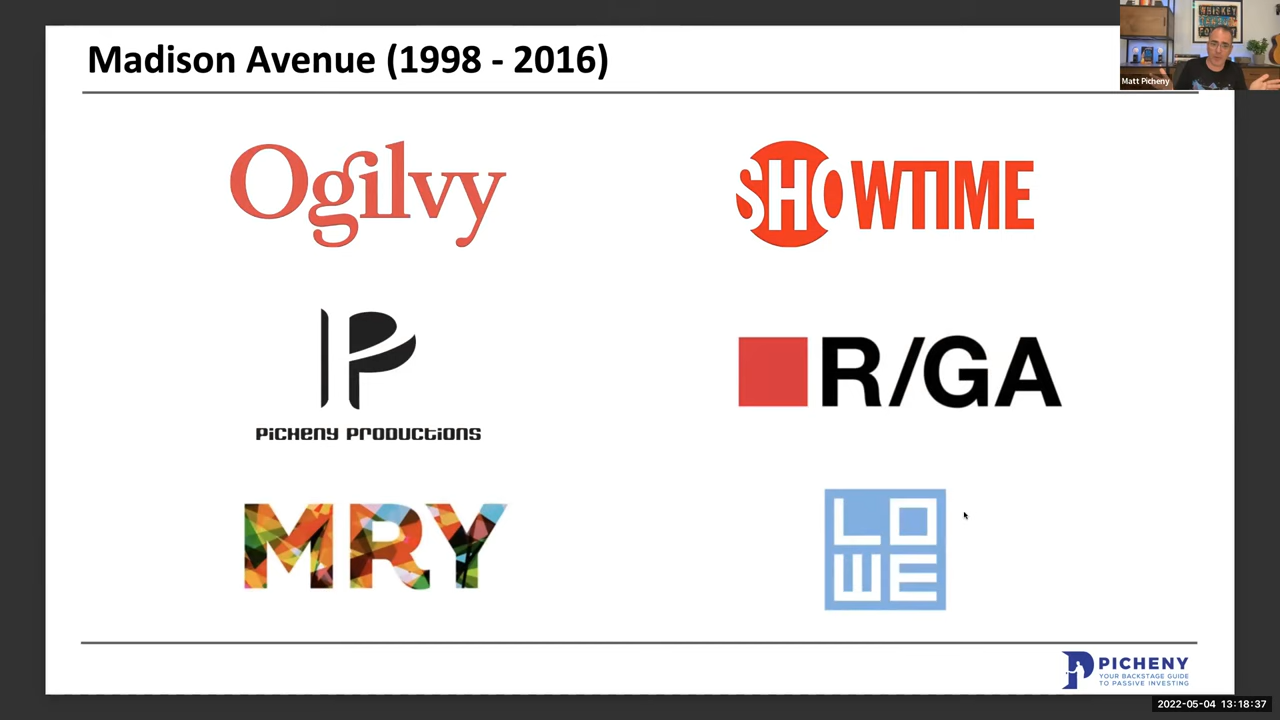 Madison Avenue (1998 - 2016)
WHISKEY
Matt Picheny
Ogilvy
SHOWTIME
PICHENY PRODUCTIONS
R/GA
MRY
LO
WE
PICHENY
YOUR BACKSTAGE GUIDE
TO PASSIVE INVESTING
2022-05-04 13:18:37